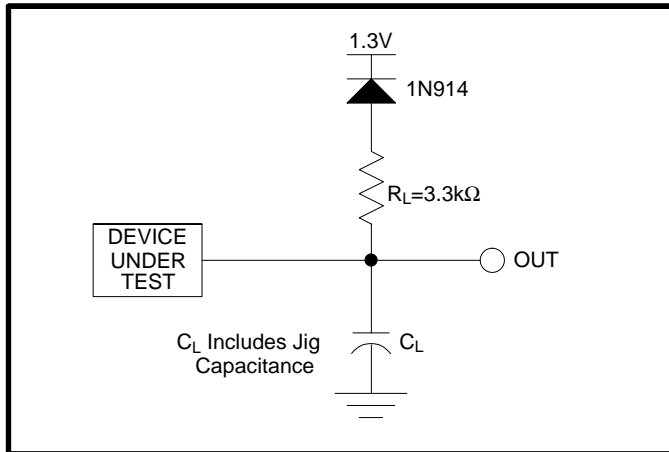 1.3V
1N914
RL=3.3kΩ
DEVICE
UNDER
TEST
OUT
CL Includes Jig
Capacitance
CL